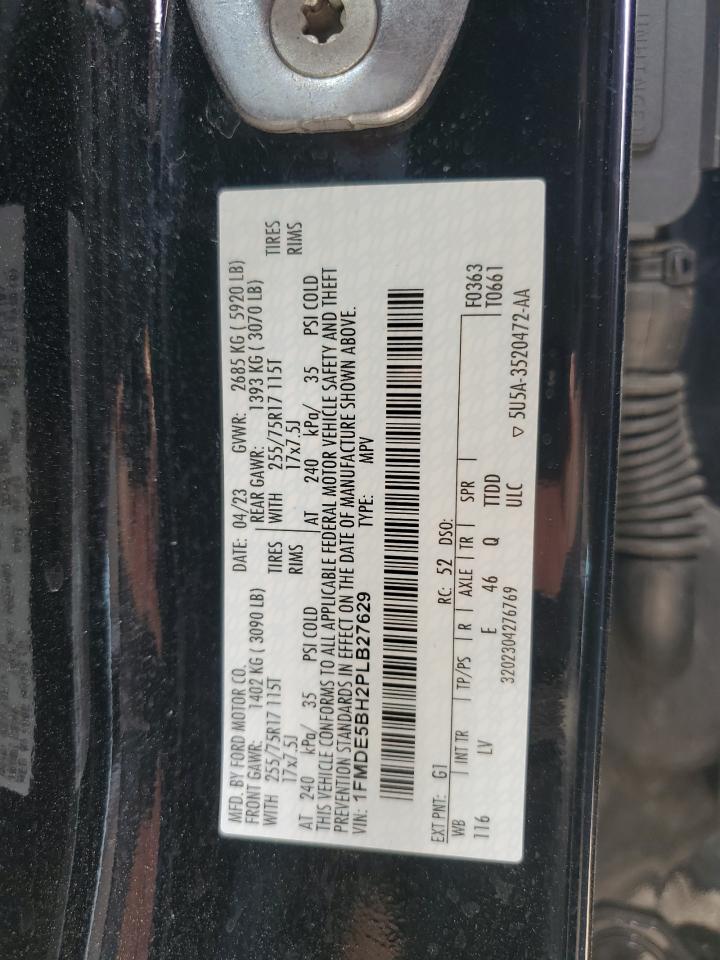 MFD. BY FORD MOTOR CO. DATE: 04/23 GVWR: 2685 KG ( 5920 LB)
FRONT GAWR: 1402 KG ( 3090 LB) REAR GAWR: 1393 KG ( 3070 LB)
WITH 255/75R17 115T TIRES WITH 255/75R17 115T TIRES
17x7.5J RIMS 17x7.5J RIMS
AT 240 kPa/ 35 PSI COLD AT 240 kPa/ 35 PSI COLD
THIS VEHICLE CONFORMS TO ALL APPLICABLE FEDERAL MOTOR VEHICLE SAFETY AND THEFT
PREVENTION STANDARDS IN EFFECT ON THE DATE OF MANUFACTURE SHOWN ABOVE.
VIN: 1FMDE5BH2PLB27629 TYPE: MPV
EXT PNT: G1 RC: 52 DSO: F0363
WB INT TR TP/PS R AXLE TR SPR T0661
116 LV E 46 Q TTDD
3202304276769 ULC ▽ 5U5A-3520472-AA